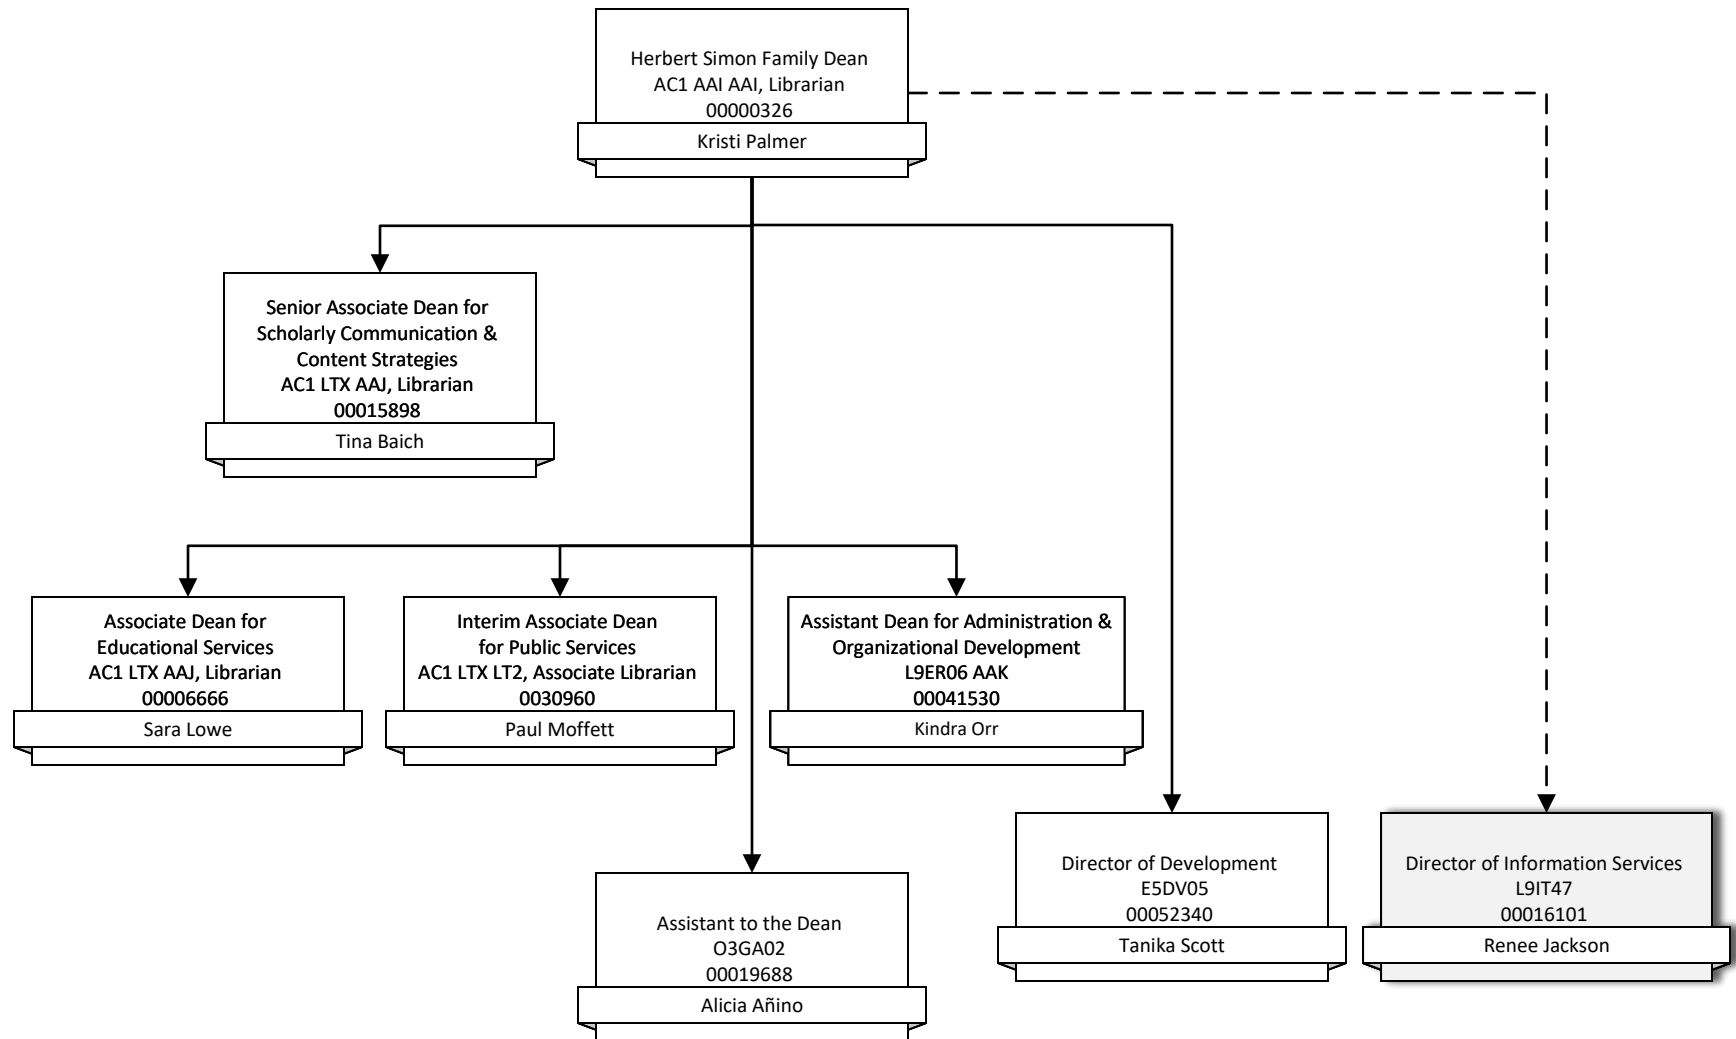 Herbert Simon Family Dean
AC1 AAI AAI, Librarian
00000326
Kristi Palmer
Senior Associate Dean for
Scholarly Communication &
Content Strategies
AC1 LTX AAJ, Librarian
00015898
Tina Baich
Associate Dean for
Educational Services
AC1 LTX AAJ, Librarian
00006666
Sara Lowe
Interim Associate Dean
for Public Services
AC1 LTX LT2, Associate Librarian
0030960
Paul Moffett
Assistant Dean for Administration &
Organizational Development
L9ER06 AAK
00041530
Kindra Orr
Assistant to the Dean
O3GA02
00019688
Alicia Añino
Director of Development
E5DV05
00052340
Tanika Scott
Director of Information Services
L9IT47
00016101
Renee Jackson